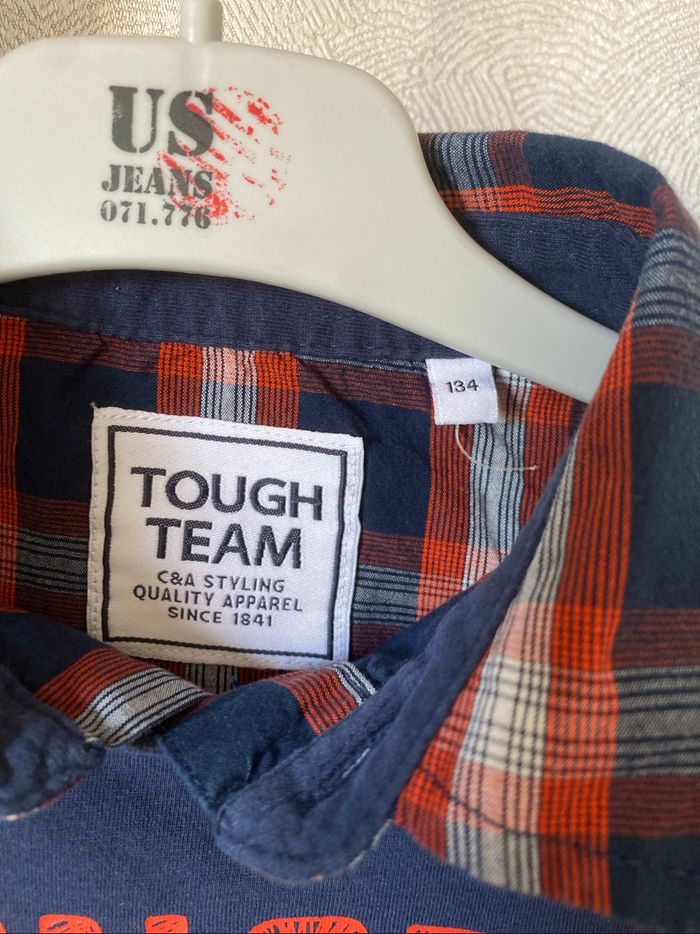 US
JEANS
071.776
134
TOUGH
TEAM
C&A STYLING
QUALITY APPAREL
SINCE 1841